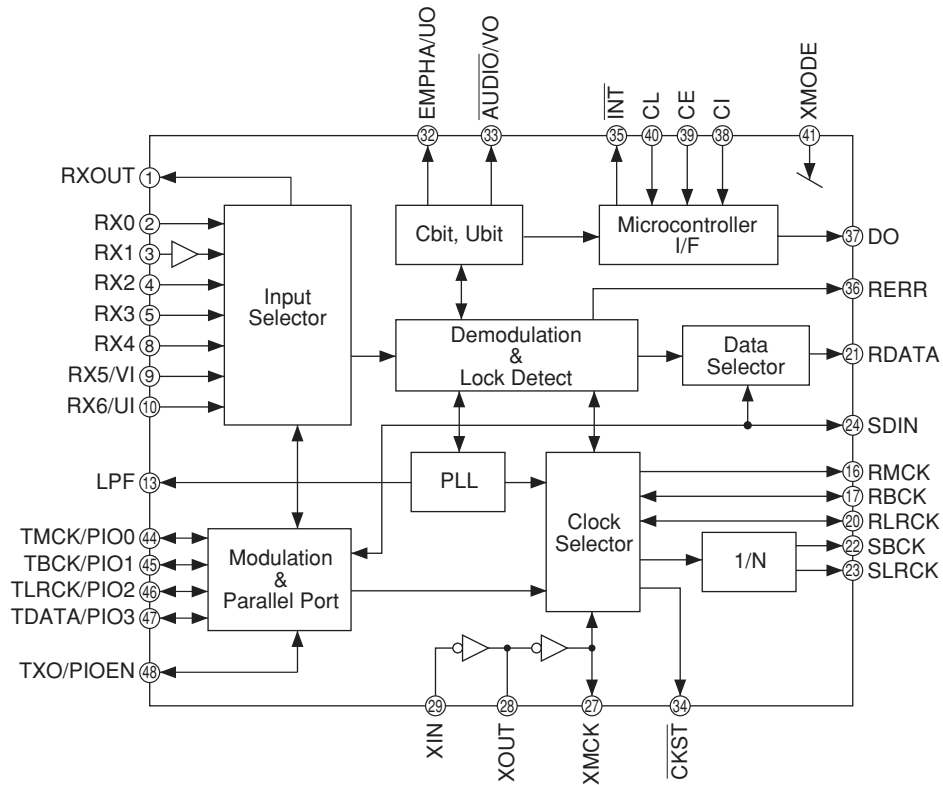 EMPHA/UO
AUDIO/VO
INT
CL
CE
CI
XMODE
32
33
35
40
39
38
41
RXOUT 1
RX0 2
RX1 3
RX2 4
RX3 5
RX4 8
RX5/VI 9
RX6/UI 10
LPF 13
TMCK/PIO0 44
TBCK/PIO1 45
TLRCK/PIO2 46
TDATA/PIO3 47
TXO/PIOEN 48
Input
Selector
Cbit, Ubit
Microcontroller
I/F
Demodulation
&
Lock Detect
Data
Selector
PLL
Clock
Selector
Modulation
&
Parallel Port
1/N
37 DO
36 RERR
21 RDATA
24 SDIN
16 RMCK
17 RBCK
20 RLRCK
22 SBCK
23 SLRCK
29
28
27
34
XIN
XOUT
XMCK
CKST